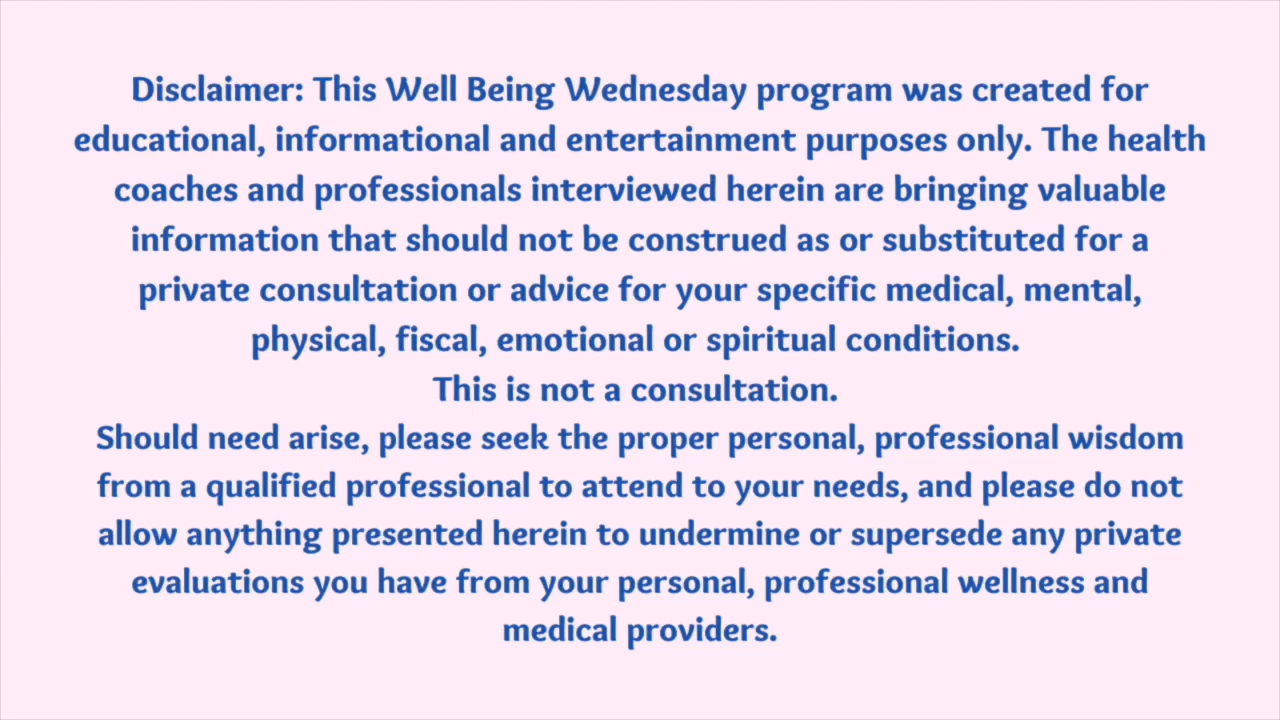 Disclaimer: This Well Being Wednesday program was created for
educational, informational and entertainment purposes only. The health
coaches and professionals interviewed herein are bringing valuable
information that should not be construed as or substituted for a
private consultation or advice for your specific medical, mental,
physical, fiscal, emotional or spiritual conditions.
This is not a consultation.
Should need arise, please seek the proper personal, professional wisdom
from a qualified professional to attend to your needs, and please do not
allow anything presented herein to undermine or supersede any private
evaluations you have from your personal, professional wellness and
medical providers.